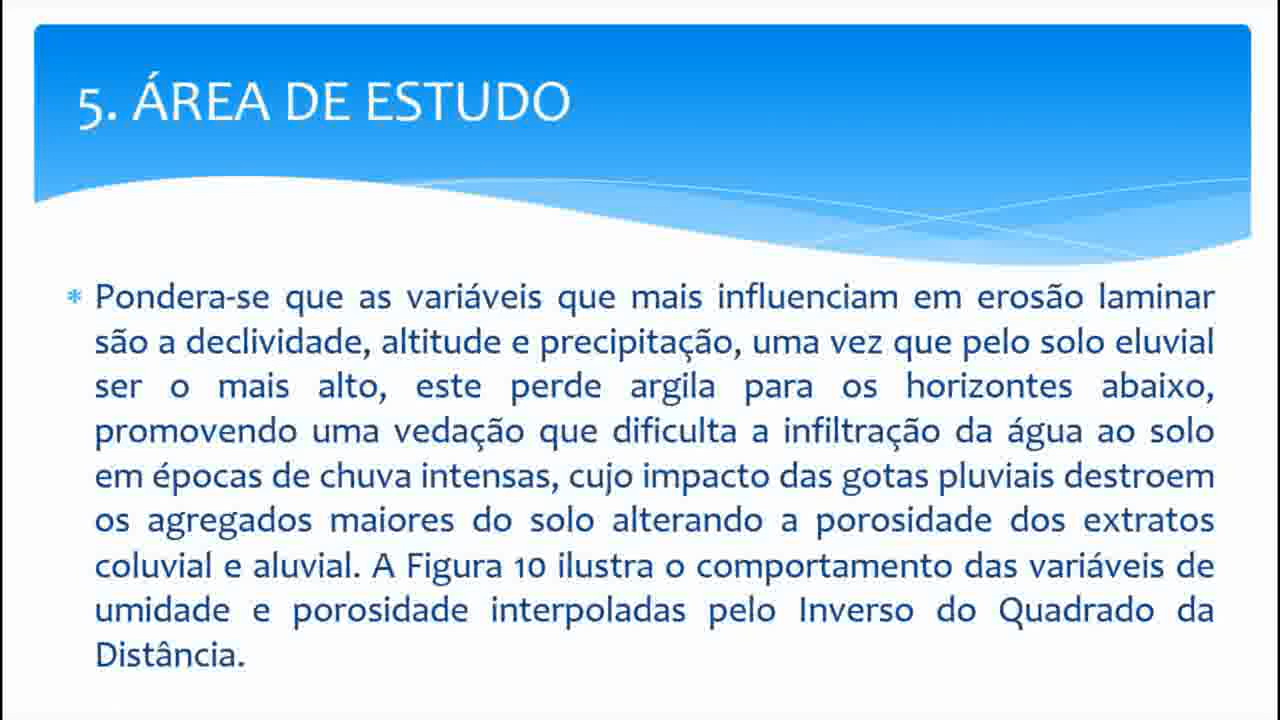 5. ÁREA DE ESTUDO
Pondera-se que as variáveis que mais influenciam em erosão laminar
são a declividade, altitude e precipitação, uma vez que pelo solo eluvial
ser o mais alto, este perde argila para os horizontes abaixo,
promovendo uma vedação que dificulta a infiltração da água ao solo
em épocas de chuva intensas, cujo impacto das gotas pluviais destroem
os agregados maiores do solo alterando a porosidade dos extratos
coluvial e aluvial. A Figura 10 ilustra o comportamento das variáveis de
umidade e porosidade interpoladas pelo Inverso do Quadrado da
Distância.